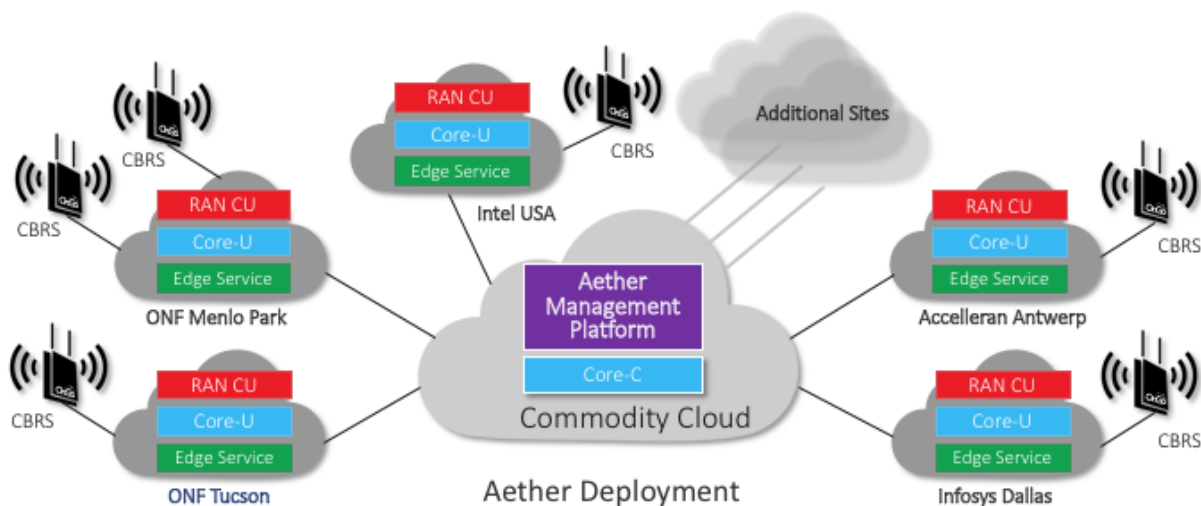 CBRS
CBRS
RAN CU
Core-U
Edge Service
ONF Menlo Park
CBRS
RAN CU
Core-U
Edge Service
ONF Tucson
RAN CU
Core-U
Edge Service
Intel USA
CBRS
Additional Sites
Aether
Management
Platform
Core-C
Commodity Cloud
Aether Deployment
RAN CU
Core-U
Edge Service
Accelleran Antwerp
CBRS
RAN CU
Core-U
Edge Service
Infosys Dallas
CBRS